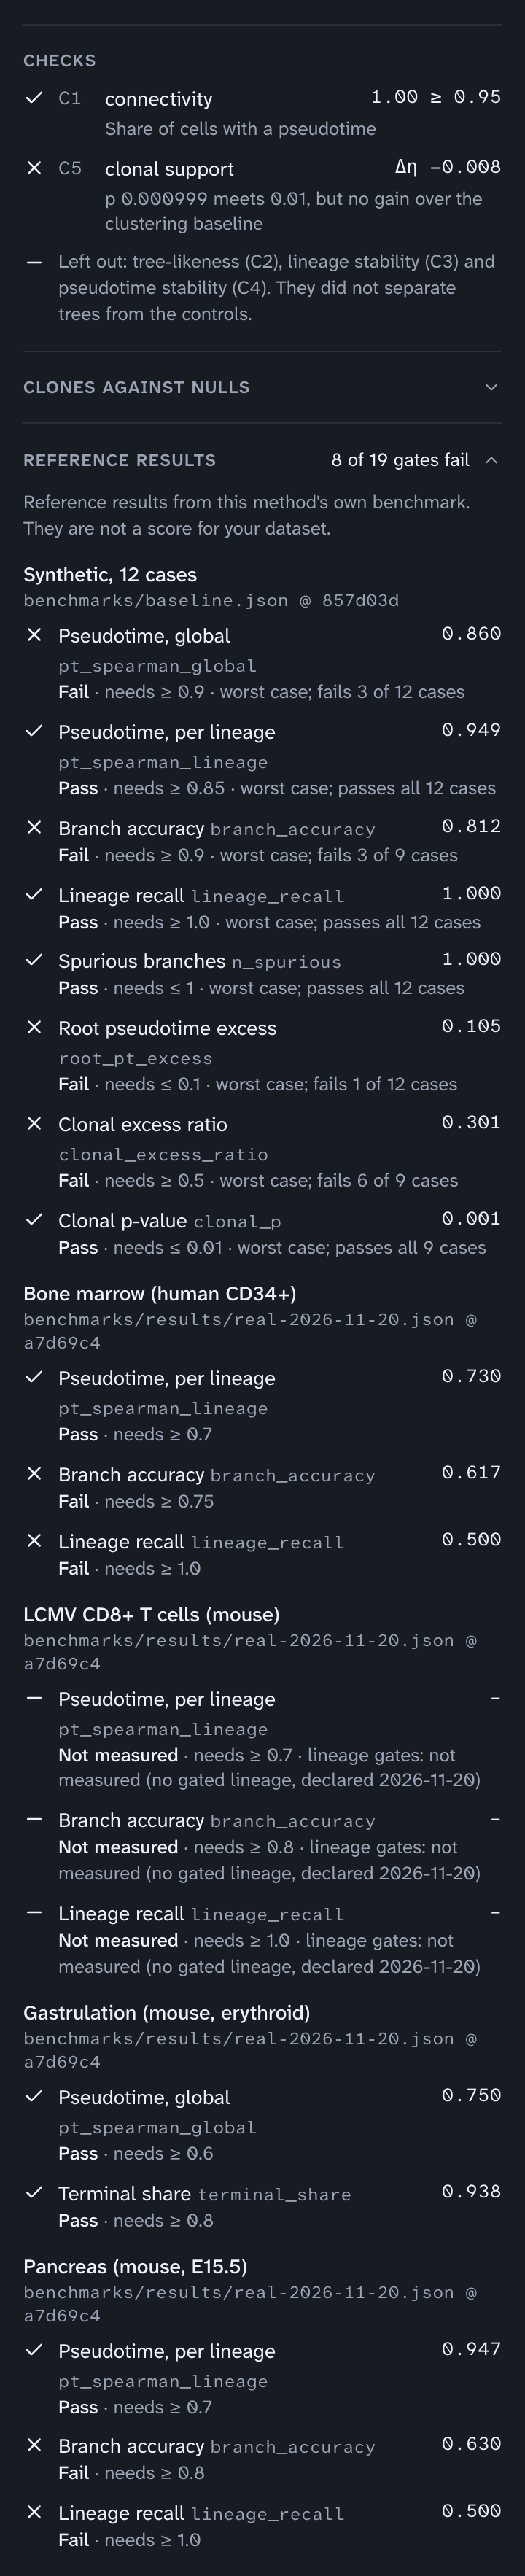 CHECKS
C1 connectivity 1.00 ≥ 0.95
Share of cells with a pseudotime
C5 clonal support Δη −0.008
p 0.000999 meets 0.01, but no gain over the
clustering baseline
Left out: tree-likeness (C2), lineage stability (C3) and
pseudotime stability (C4). They did not separate
trees from the controls.
CLONES AGAINST NULLS
REFERENCE RESULTS 8 of 19 gates fail
Reference results from this method's own benchmark.
They are not a score for your dataset.
Synthetic, 12 cases
benchmarks/baseline.json @ 857d03d
Pseudotime, global 0.860
pt_spearman_global
Fail · needs ≥ 0.9 · worst case; fails 3 of 12 cases
Pseudotime, per lineage 0.949
pt_spearman_lineage
Pass · needs ≥ 0.85 · worst case; passes all 12 cases
Branch accuracy branch_accuracy 0.812
Fail · needs ≥ 0.9 · worst case; fails 3 of 9 cases
Lineage recall lineage_recall 1.000
Pass · needs ≥ 1.0 · worst case; passes all 12 cases
Spurious branches n_spurious 1.000
Pass · needs ≤ 1 · worst case; passes all 12 cases
Root pseudotime excess 0.105
root_pt_excess
Fail · needs ≤ 0.1 · worst case; fails 1 of 12 cases
Clonal excess ratio 0.301
clonal_excess_ratio
Fail · needs ≥ 0.5 · worst case; fails 6 of 9 cases
Clonal p-value clonal_p 0.001
Pass · needs ≤ 0.01 · worst case; passes all 9 cases
Bone marrow (human CD34+)
benchmarks/results/real-2026-11-20.json @
a7d69c4
Pseudotime, per lineage 0.730
pt_spearman_lineage
Pass · needs ≥ 0.7
Branch accuracy branch_accuracy 0.617
Fail · needs ≥ 0.75
Lineage recall lineage_recall 0.500
Fail · needs ≥ 1.0
LCMV CD8+ T cells (mouse)
benchmarks/results/real-2026-11-20.json @
a7d69c4
Pseudotime, per lineage –
pt_spearman_lineage
Not measured · needs ≥ 0.7 · lineage gates: not
measured (no gated lineage, declared 2026-11-20)
Branch accuracy branch_accuracy –
Not measured · needs ≥ 0.8 · lineage gates: not
measured (no gated lineage, declared 2026-11-20)
Lineage recall lineage_recall –
Not measured · needs ≥ 1.0 · lineage gates: not
measured (no gated lineage, declared 2026-11-20)
Gastrulation (mouse, erythroid)
benchmarks/results/real-2026-11-20.json @
a7d69c4
Pseudotime, global 0.750
pt_spearman_global
Pass · needs ≥ 0.6
Terminal share terminal_share 0.938
Pass · needs ≥ 0.8
Pancreas (mouse, E15.5)
benchmarks/results/real-2026-11-20.json @
a7d69c4
Pseudotime, per lineage 0.947
pt_spearman_lineage
Pass · needs ≥ 0.7
Branch accuracy branch_accuracy 0.630
Fail · needs ≥ 0.8
Lineage recall lineage_recall 0.500
Fail · needs ≥ 1.0